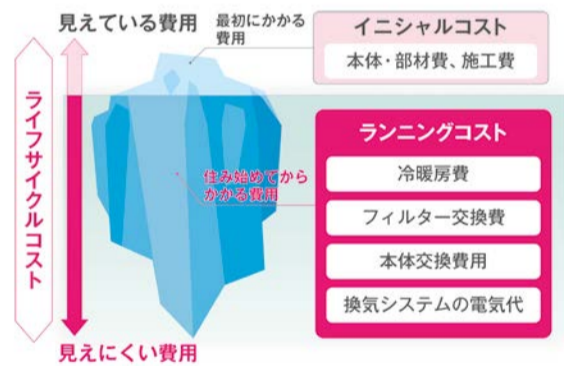 見えている費用
最初にかかる
費用
イニシャルコスト
本体・部材費、施工費
ライフサイクルコスト
住み始めてから
かかる費用
ランニングコスト
冷暖房費
フィルター交換費
本体交換費用
換気システムの電気代
見えにくい費用